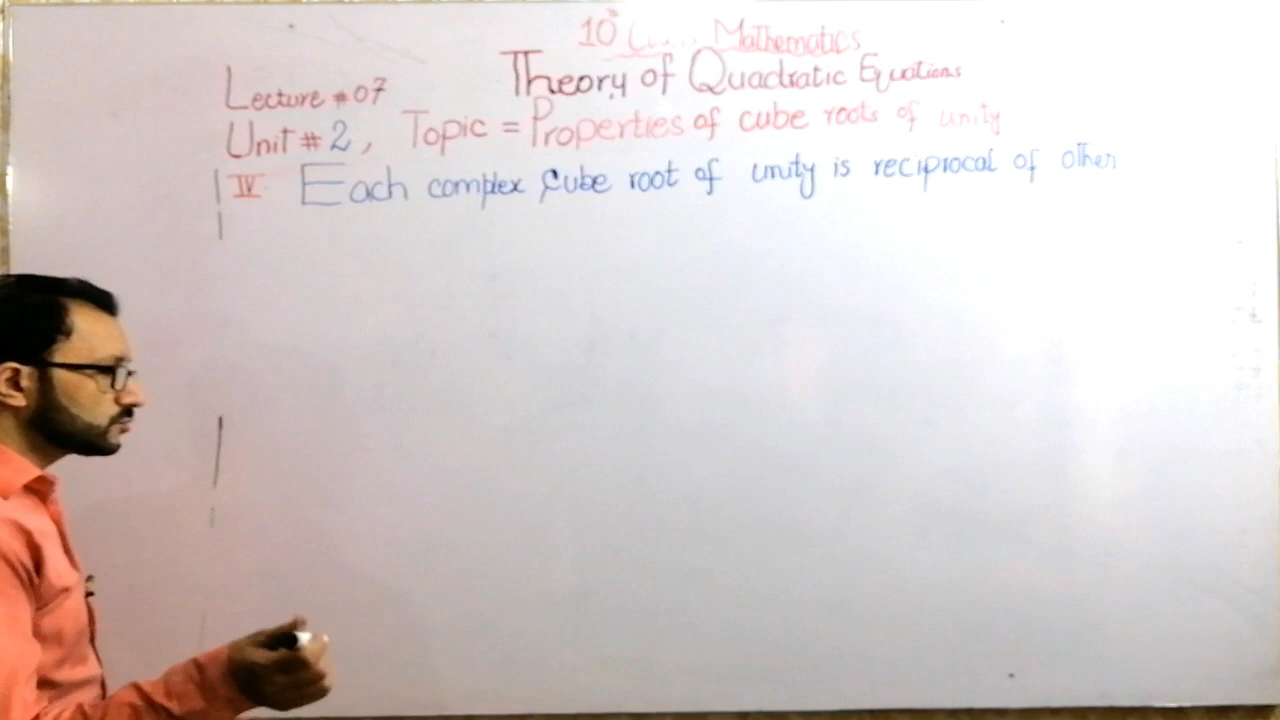 10th Mathematics
Theory of Quadratic Equations
Lecture # 07
Unit # 2, Topic = Properties of cube roots of unity
IV Each complex cube root of unity is reciprocal of other